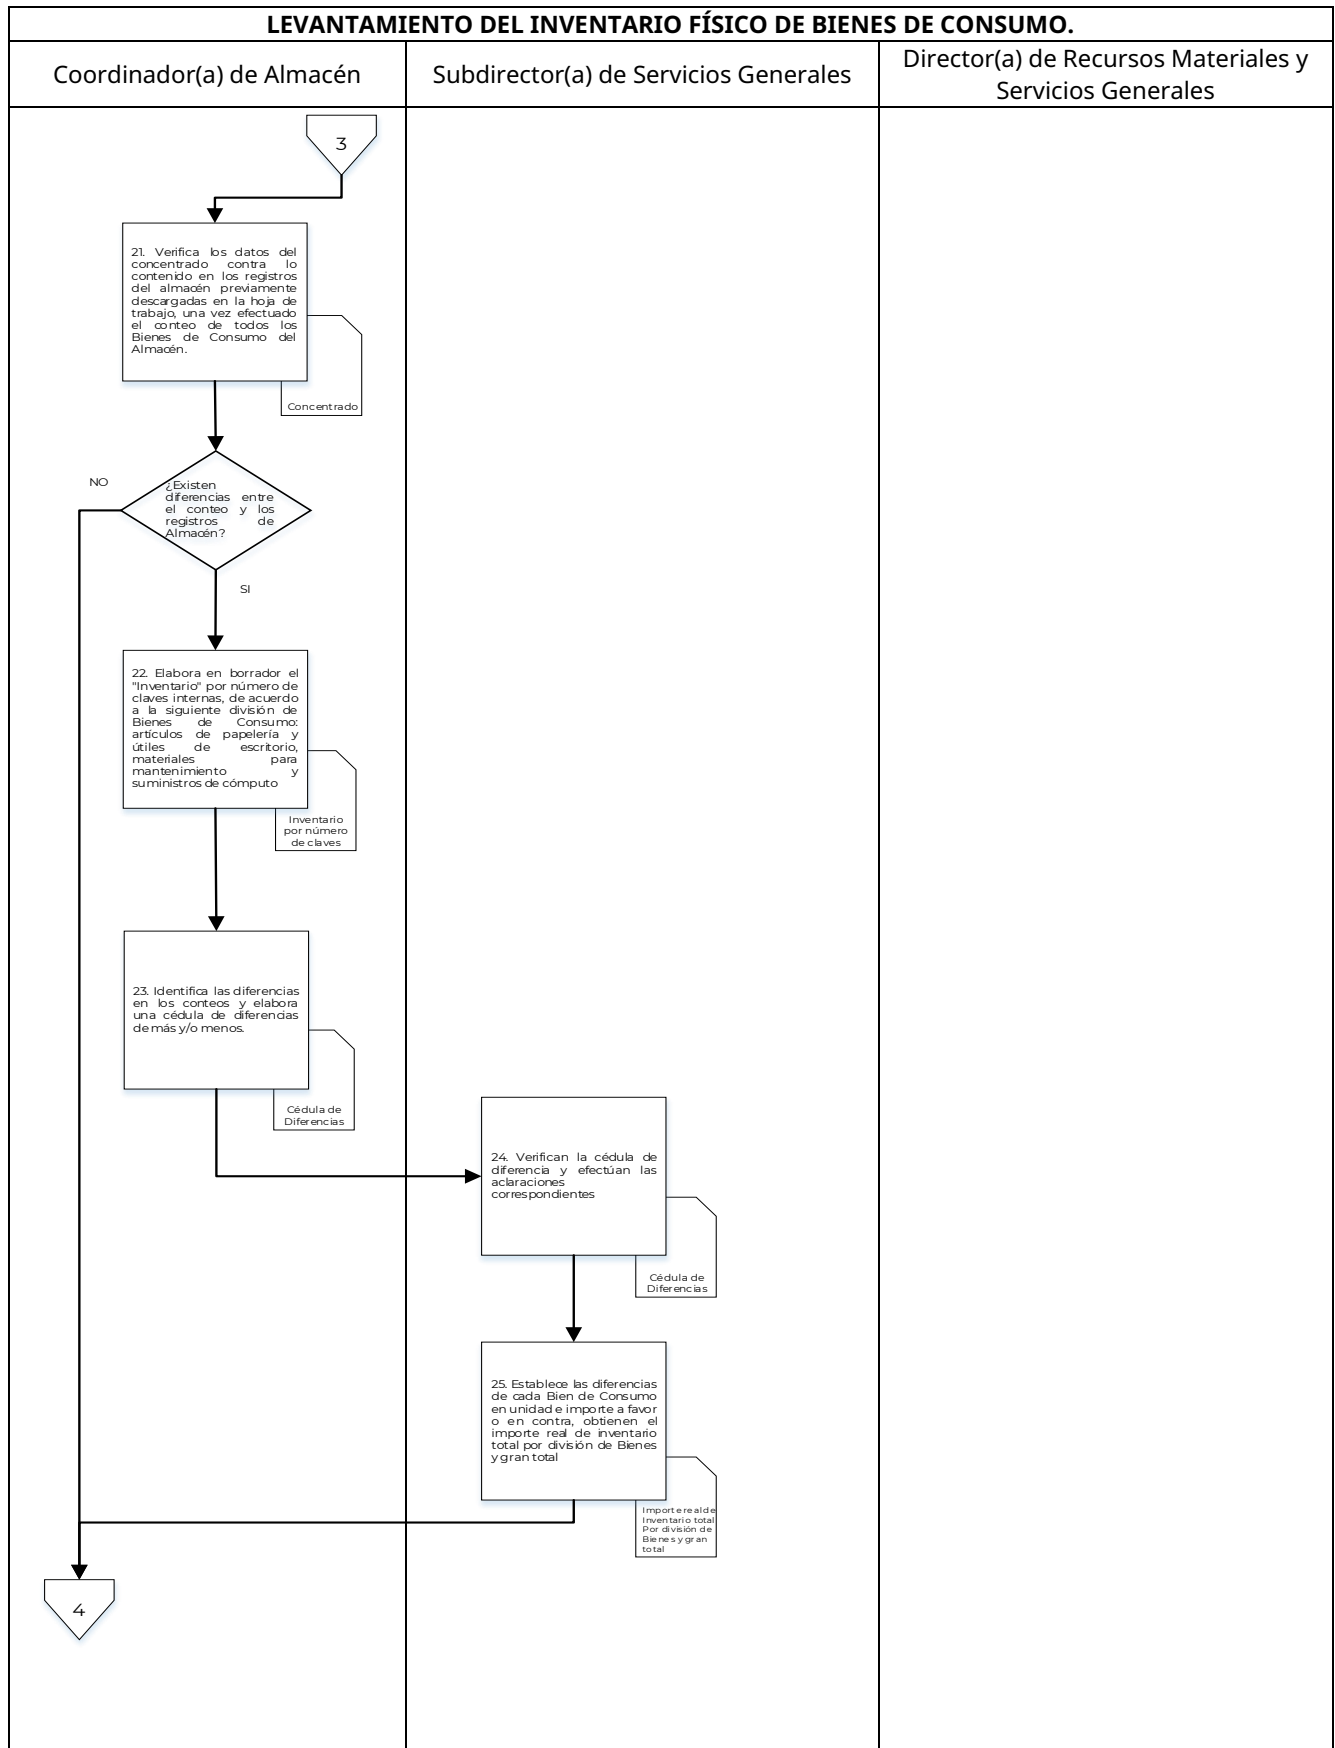 LEVANTAMIENTO DEL INVENTARIO FÍSICO DE BIENES DE CONSUMO.
Coordinador(a) de Almacén
Subdirector(a) de Servicios Generales
Director(a) de Recursos Materiales y
Servicios Generales
3
21. Verifica los datos del
concentrado contra lo
contenido en los registros
del almacén previamente
descargadas en la hoja de
trabajo, una vez efectuado
el conteo de todos los
Bienes de Consumo del
Almacén.
Concentrado
NO
¿Existen
diferencias entre
el conteo y los
registros de
Almacén?
SI
22. Elabora en borrador el
"Inventario" por número de
claves internas, de acuerdo
a la siguiente división de
Bienes de Consumo:
artículos de papelería y
útiles de escritorio,
materiales para
mantenimiento y
suministros de cómputo
Inventario
por número
de claves
23. Identifica las diferencias
en los conteos y elabora
una cédula de diferencias
de más y/o menos.
Cédula de
Diferencias
24. Verifican la cédula de
diferencia y efectúan las
aclaraciones
correspondientes
Cédula de
Diferencias
25. Establece las diferencias
de cada Bien de Consumo
en unidad e importe a favor
o en contra, obtienen el
importe real de inventario
total por división de Bienes
y gran total
Importe real de
Inventario total
Por división de
Bienes y gran
total
4